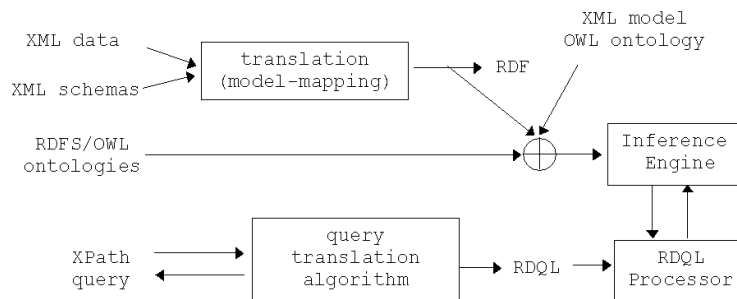 XML data
XML schemas
translation
(model-mapping)
RDF
XML model
OWL ontology
RDFS/OWL
ontologies
Inference
Engine
XPath
query
query
translation
algorithm
RDQL
RDQL
Processor